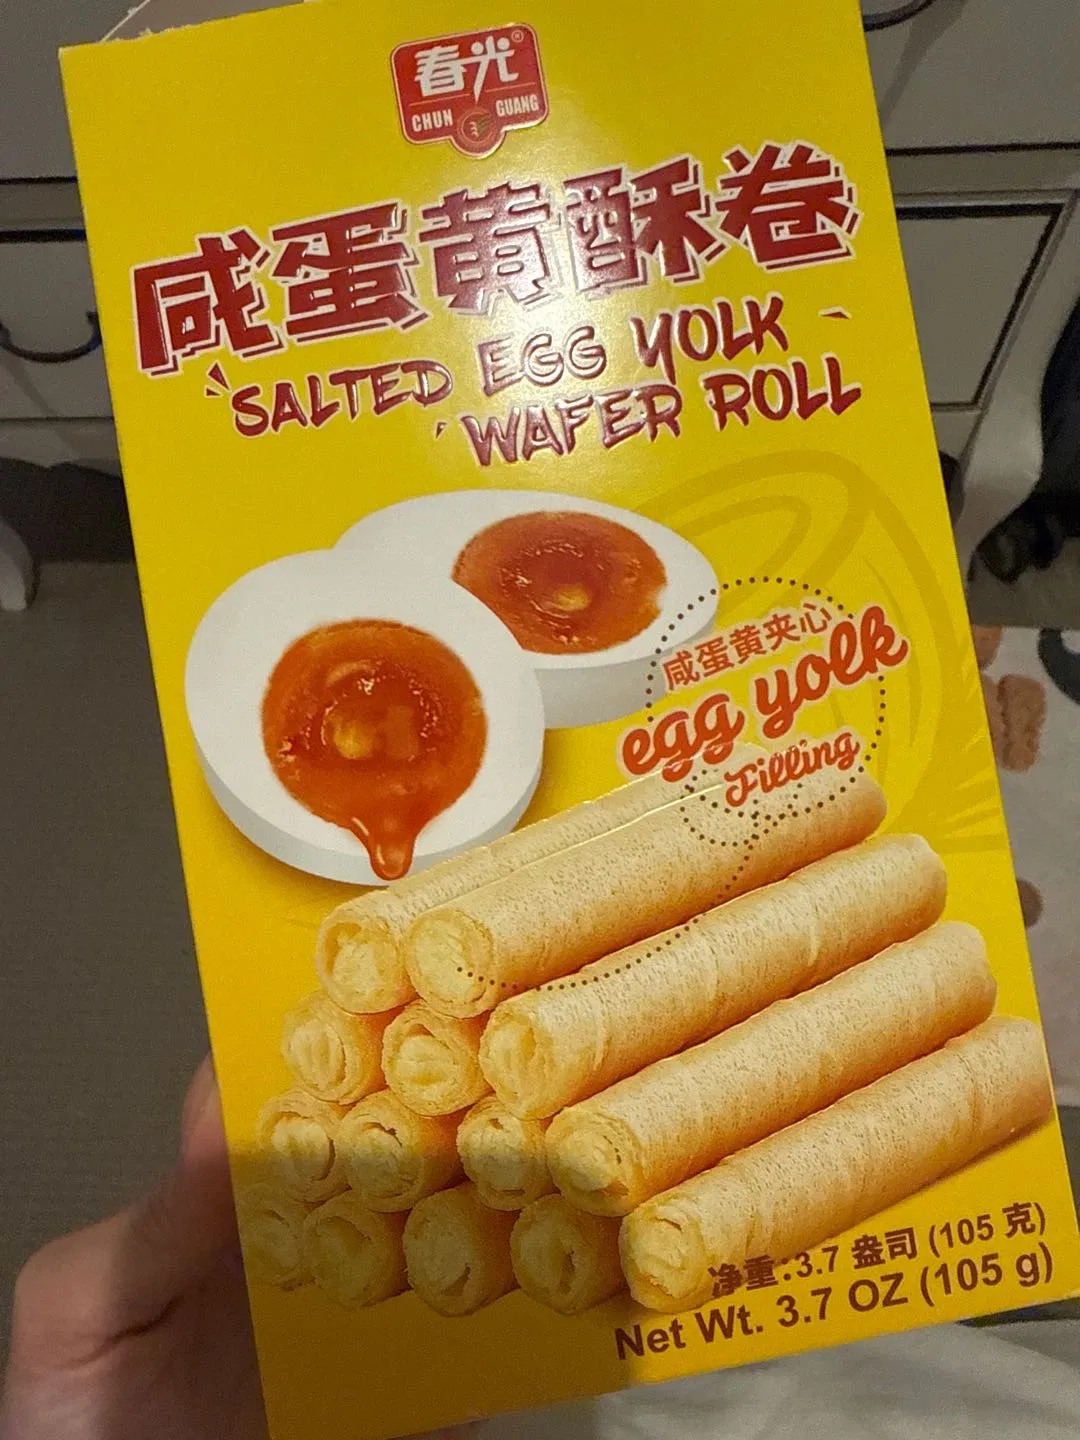 春光®
CHUN GUANG
咸蛋黄酥卷
SALTED EGG YOLK
WAFER ROLL
咸蛋黄夹心
egg yolk
Filling
净重:3.7 盎司 (105 克)
Net Wt. 3.7 OZ (105 g)